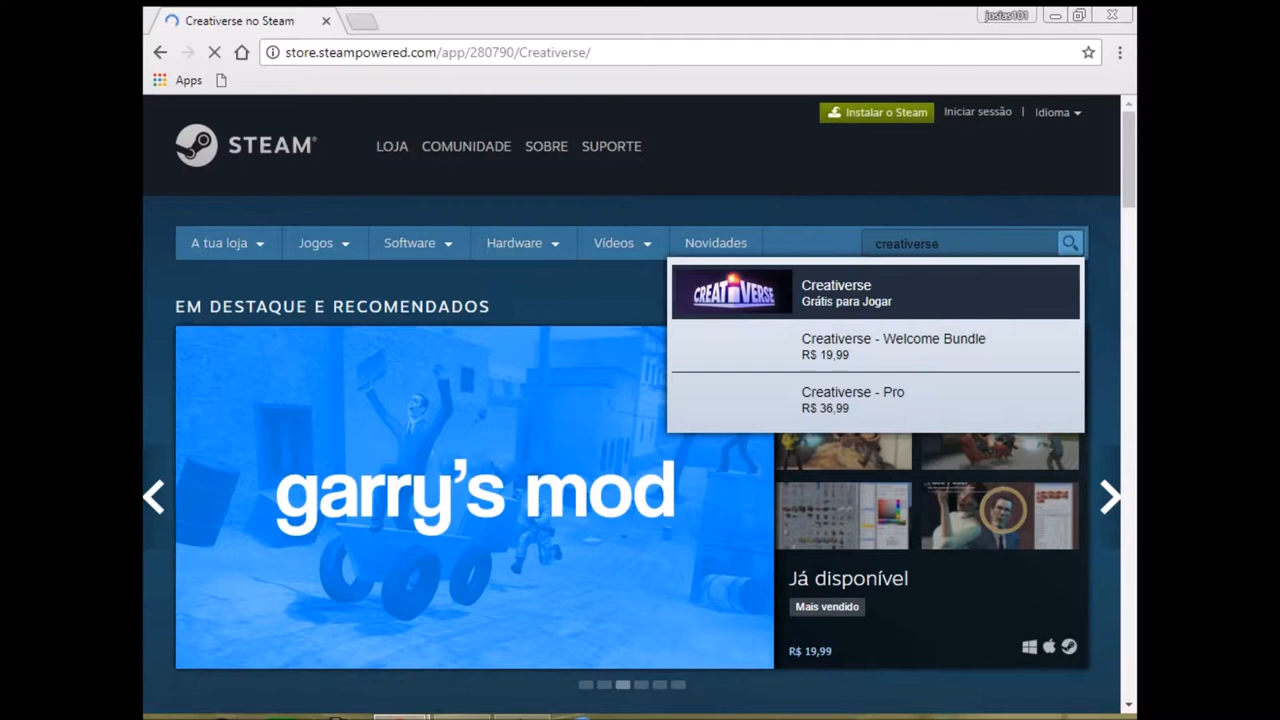 Creativerse no Steam
josias101
store.steampowered.com/app/280790/Creativerse/
Apps
Instalar o Steam
Iniciar sessão
Idioma
STEAM
LOJA COMUNIDADE SOBRE SUPORTE
A tua loja
Jogos
Software
Hardware
Vídeos
Novidades
creativerse
EM DESTAQUE E RECOMENDADOS
CREATIVERSE
Creativerse
Grátis para Jogar
Creativerse - Welcome Bundle
R$ 19,99
Creativerse - Pro
R$ 36,99
garry's mod
Já disponível
Mais vendido
R$ 19,99